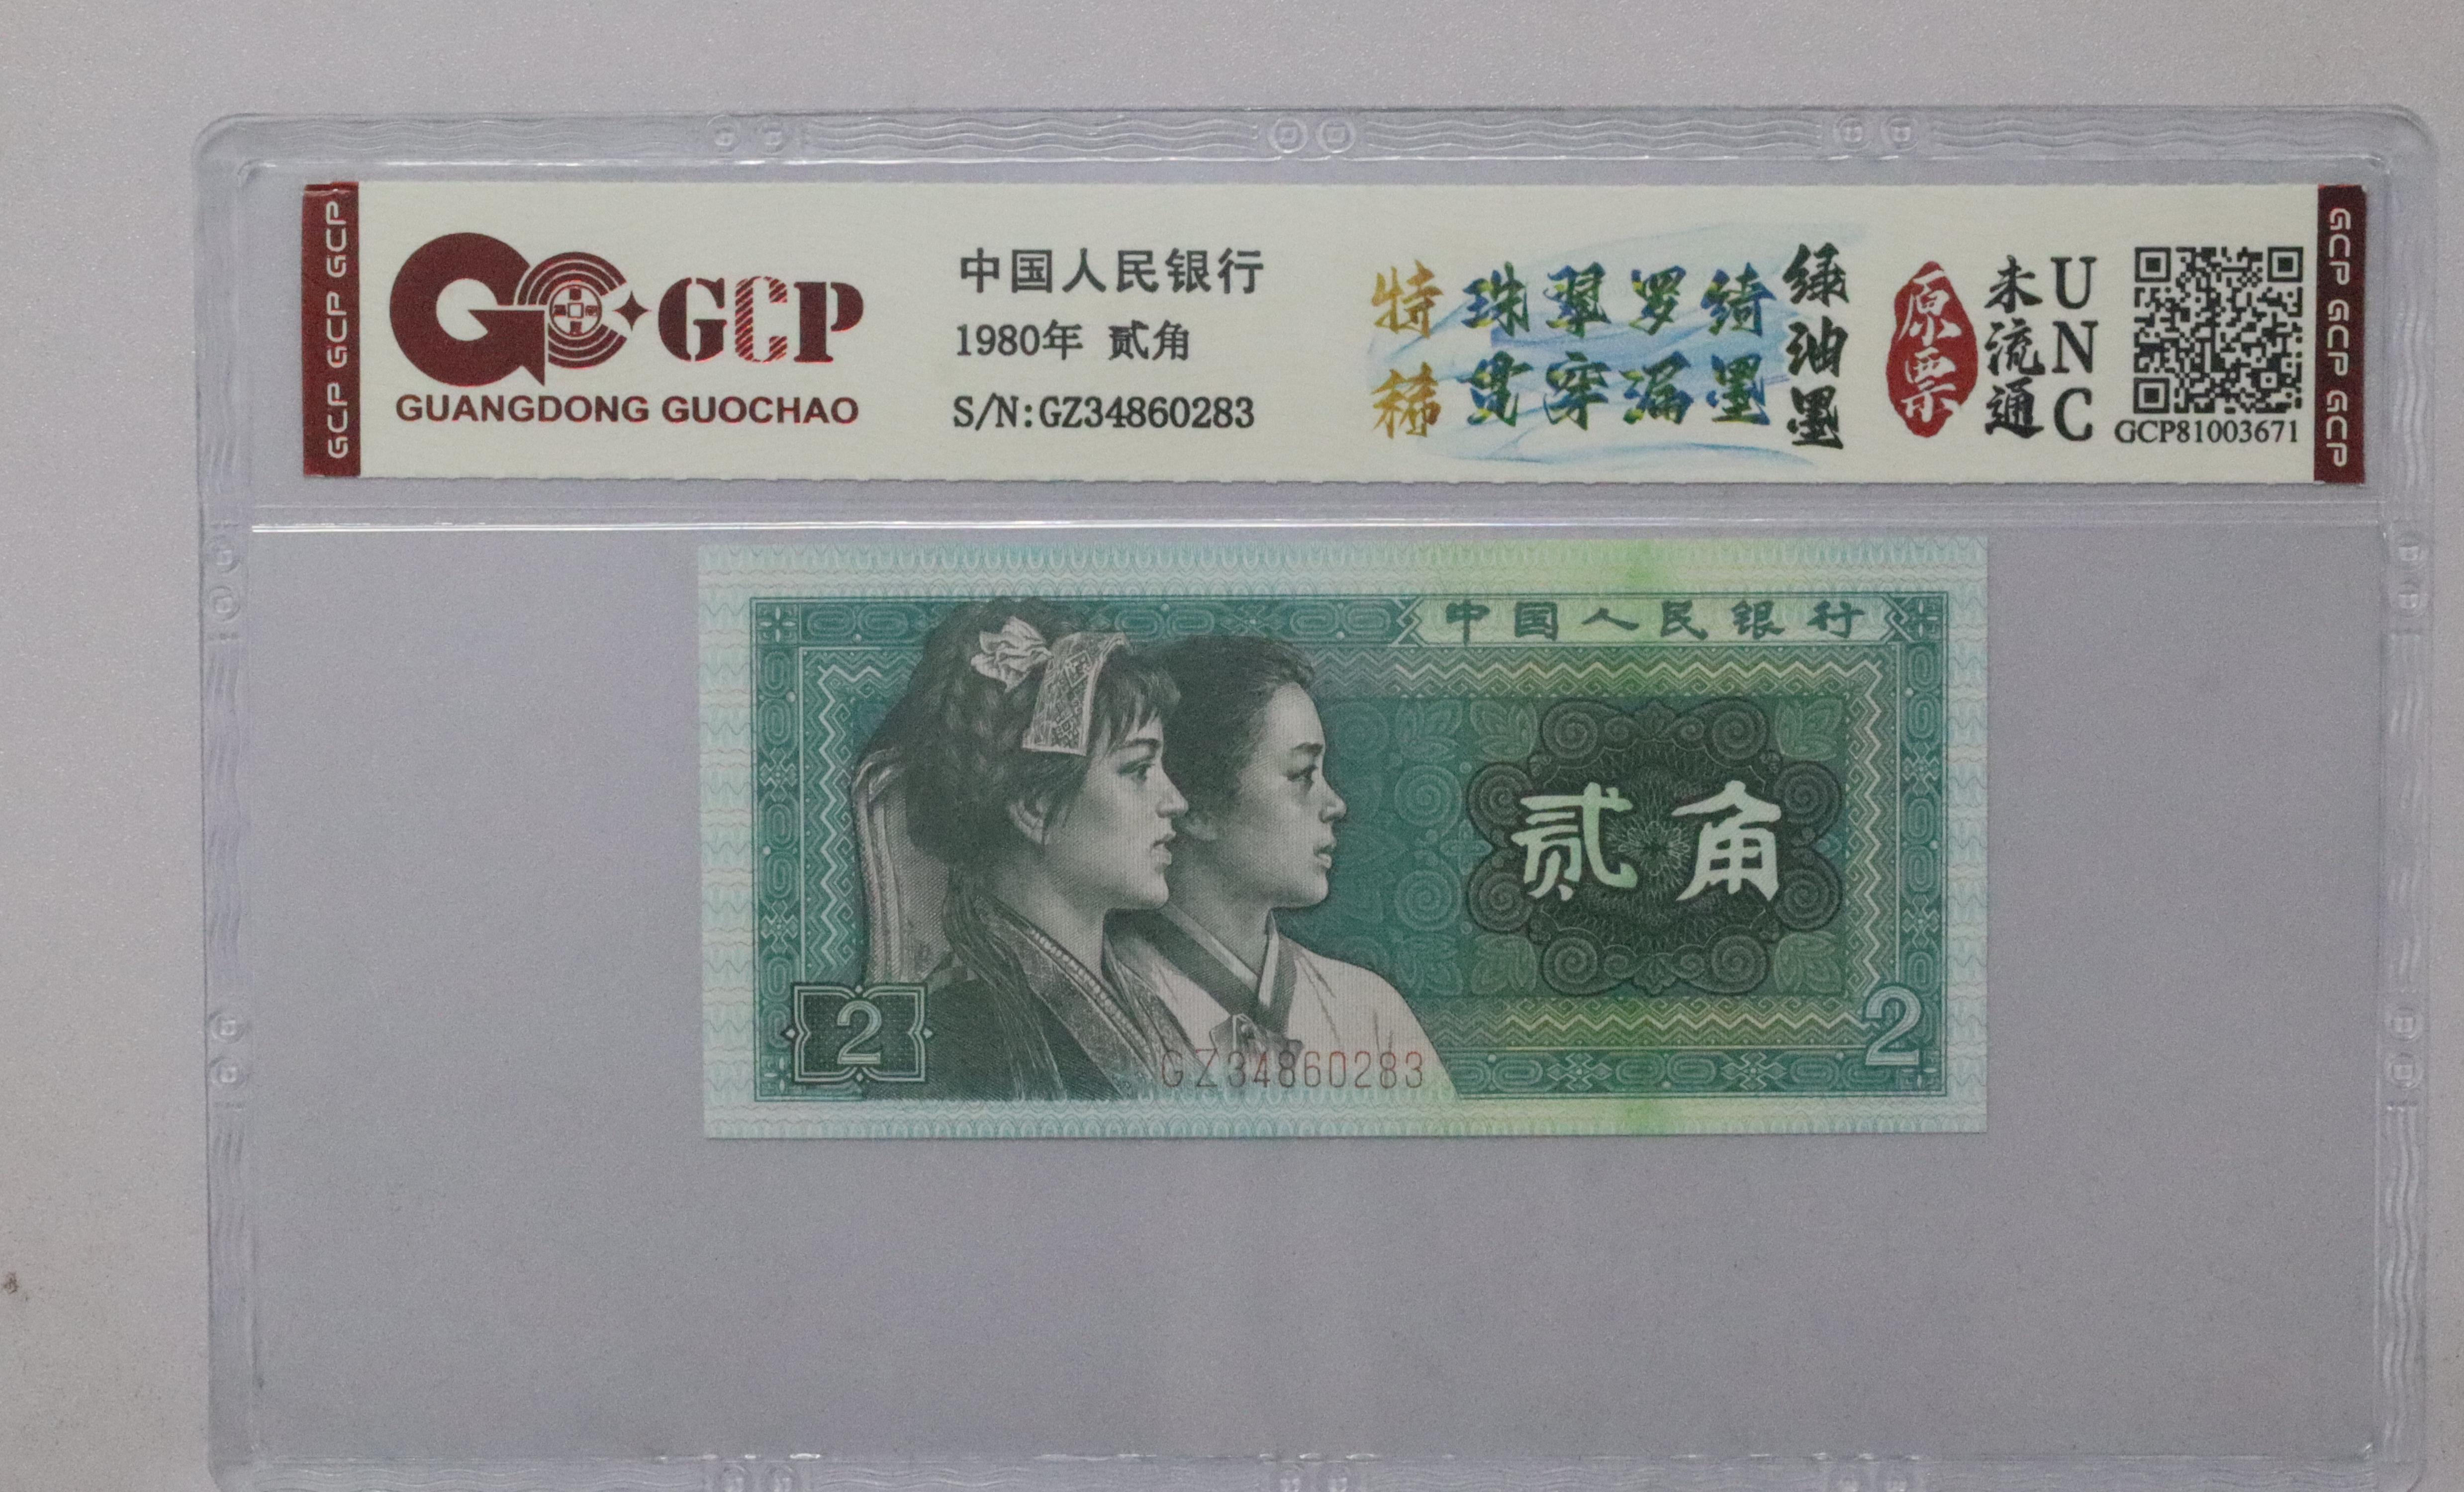 GCP GCP GCP
GCP
GUANGDONG GUOCHAO
中国人民银行
1980年 贰角
S/N:GZ34860283
特稀
珠翠罗绮
贯穿漏墨
绿油墨
原票
未流通
UNC
GCP81003671
GCP GCP GCP
中国人民银行
贰角
2
2
GZ34860283